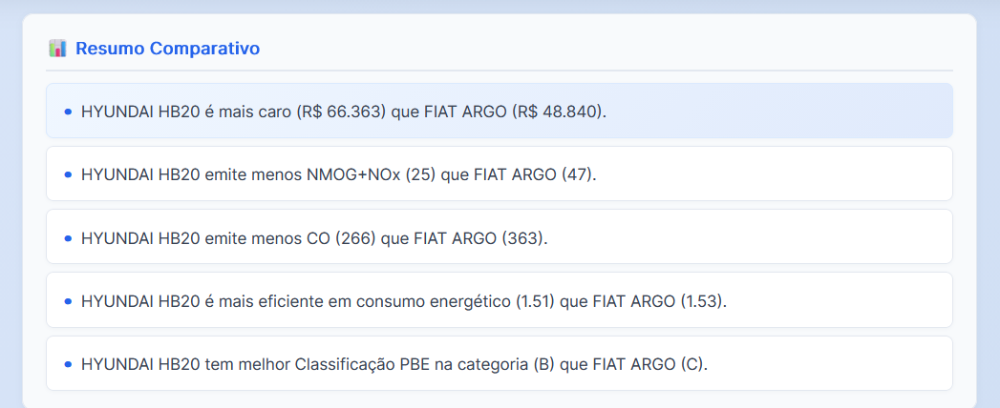 Resumo Comparativo
HYUNDAI HB20 é mais caro (R$ 66.363) que FIAT ARGO (R$ 48.840).
HYUNDAI HB20 emite menos NMOG+NOx (25) que FIAT ARGO (47).
HYUNDAI HB20 emite menos CO (266) que FIAT ARGO (363).
HYUNDAI HB20 é mais eficiente em consumo energético (1.51) que FIAT ARGO (1.53).
HYUNDAI HB20 tem melhor Classificação PBE na categoria (B) que FIAT ARGO (C).